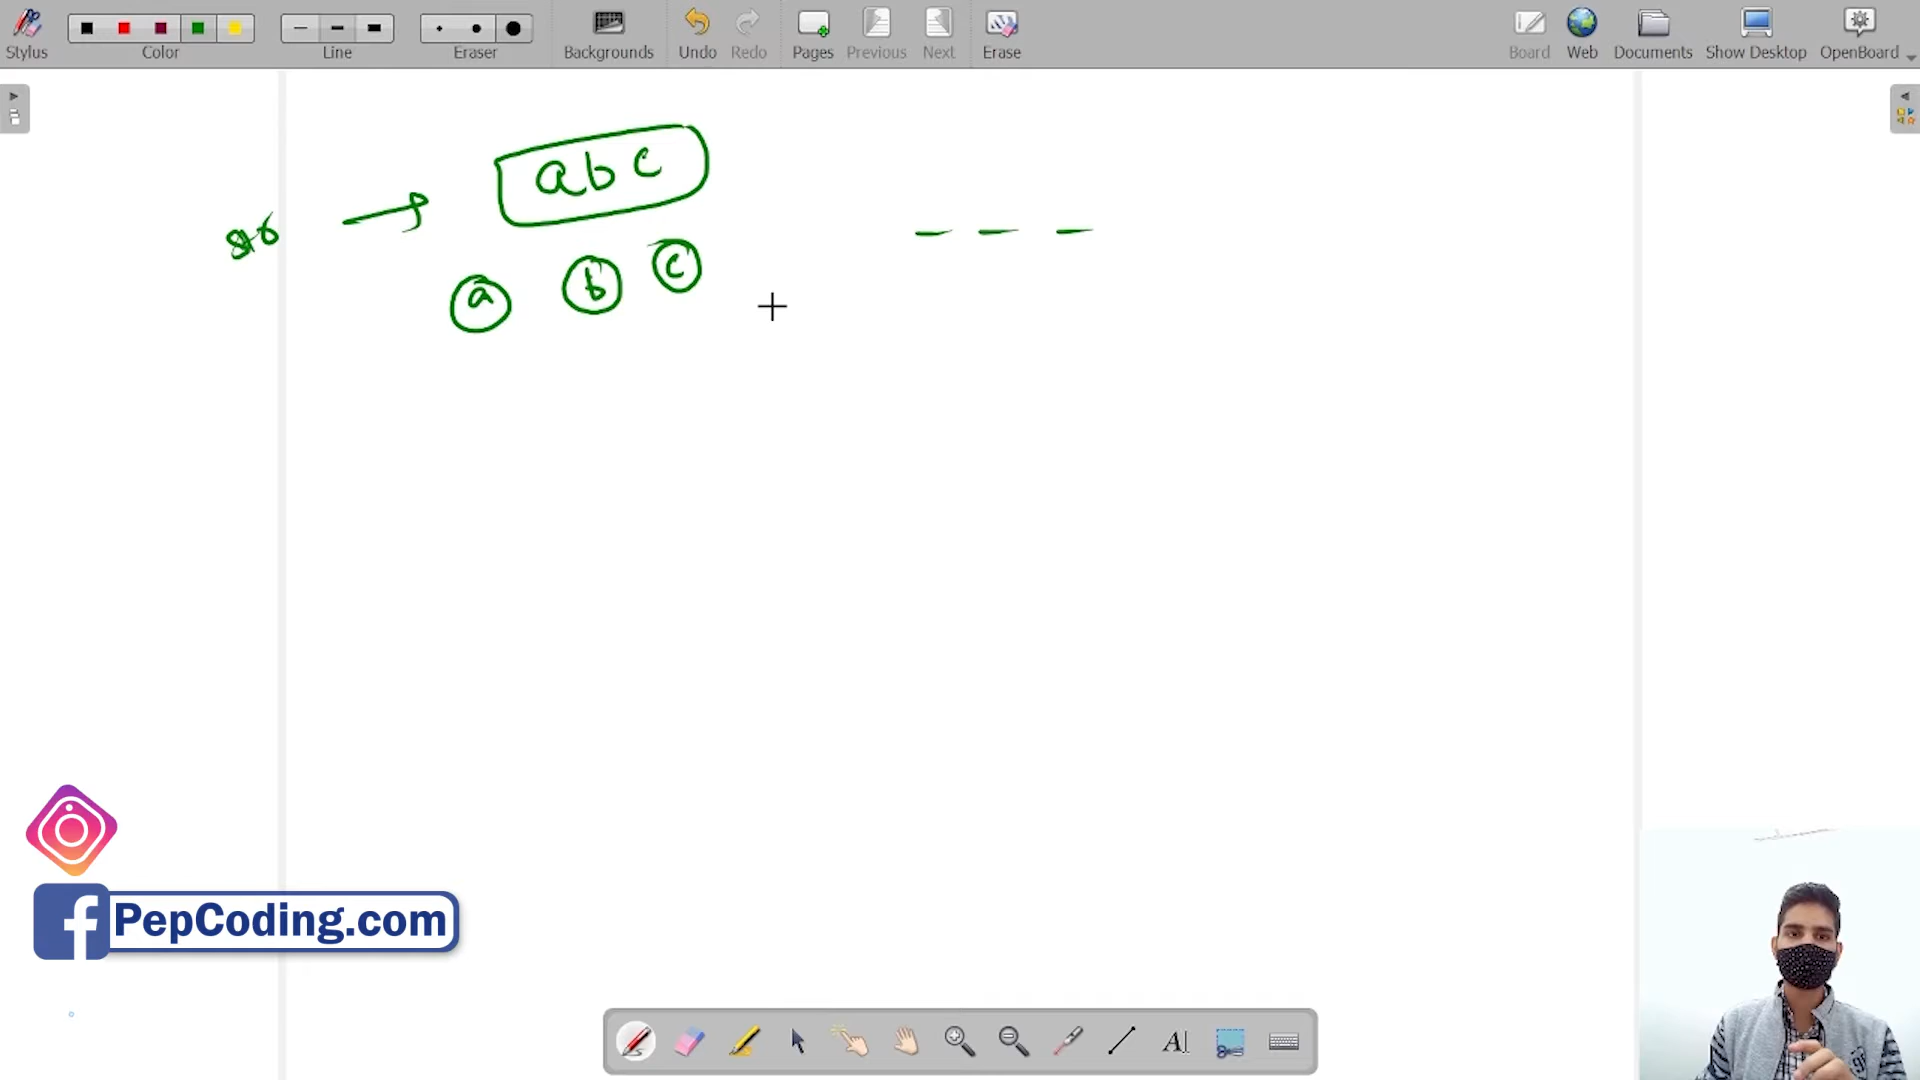 Stylus Color Line Eraser Backgrounds Undo Redo Pages Previous Next Erase Board Web Documents Show Desktop OpenBoard
abc
str
a b c
PepCoding.com
A